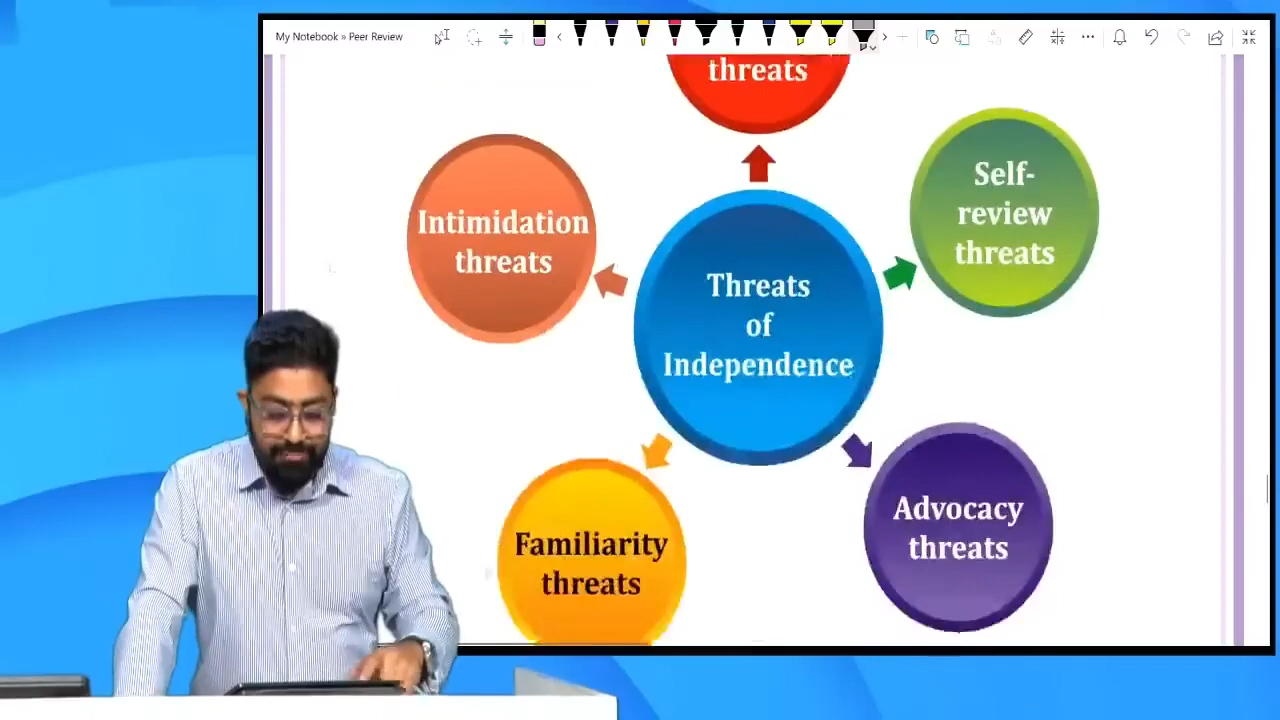 My Notebook » Peer Review
threats
Self-
review
threats
Intimidation
threats
Threats
of
Independence
Advocacy
threats
Familiarity
threats